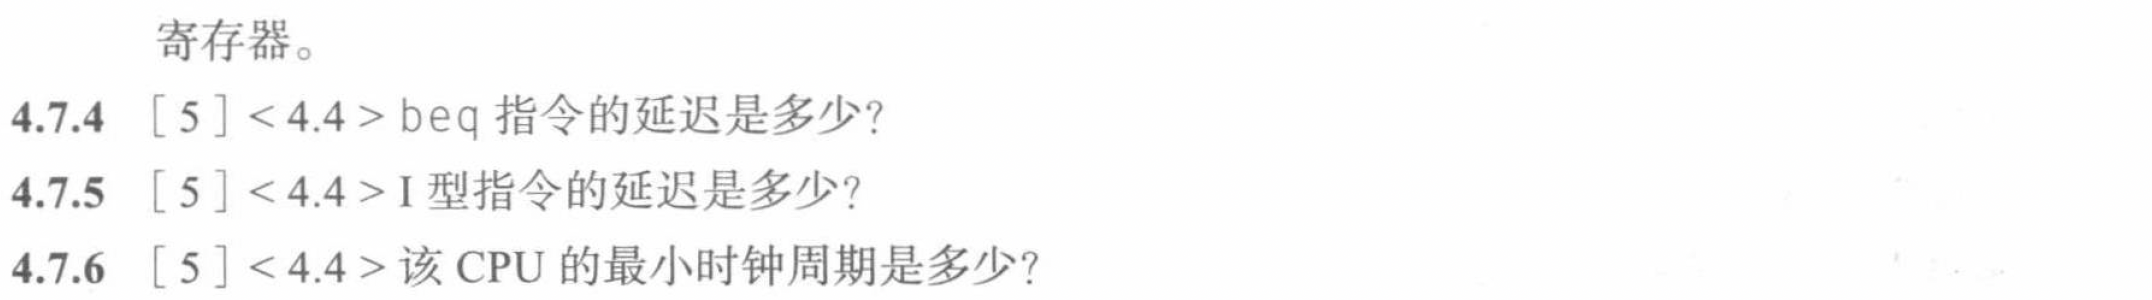 寄存器。
4.7.4 [5]<4.4>beq 指令的延迟是多少？
4.7.5 [5]<4.4>I 型指令的延迟是多少？
4.7.6 [5]<4.4>该 CPU 的最小时钟周期是多少？